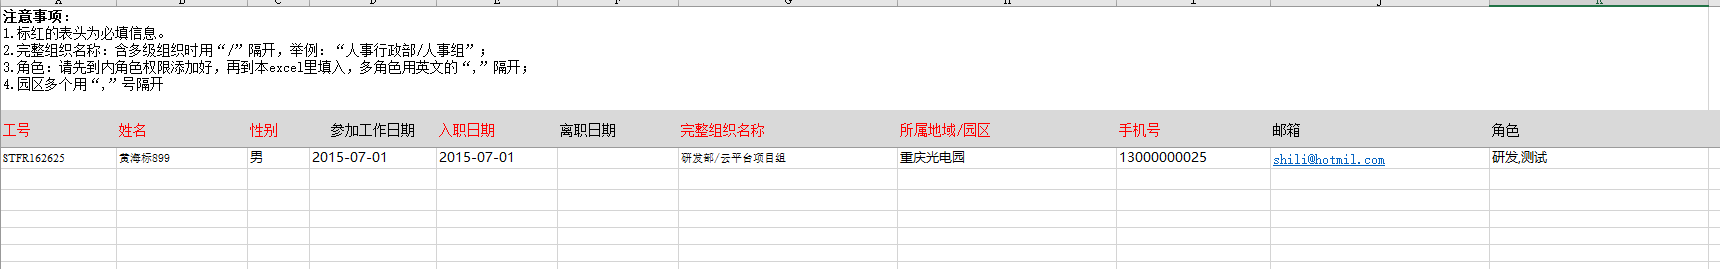 注意事项：
1.标红的表头为必填信息。
2.完整组织名称：含多级组织时用“/”隔开，举例：“人事行政部/人事组”；
3.角色：请先到内角色权限添加好，再到本excel里填入，多角色用英文的“,”隔开；
4.园区多个用“,”号隔开
工号 姓名 性别 参加工作日期 入职日期 离职日期 完整组织名称 所属地域/园区 手机号 邮箱 角色
STFR162625 黄海标899 男 2015-07-01 2015-07-01 研发部/云平台项目组 重庆光电园 13000000025 shili@hotmil.com 研发,测试